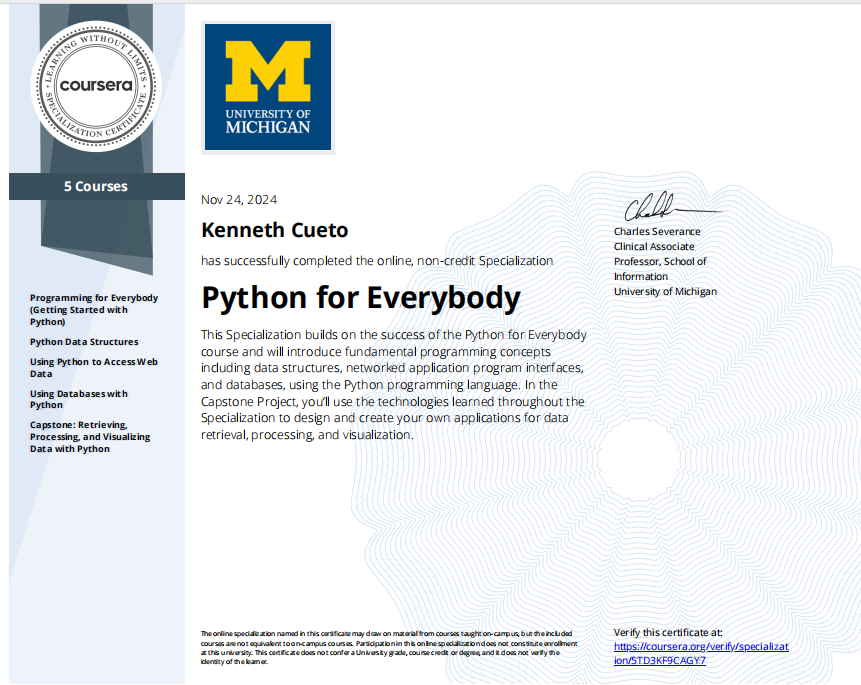 LEARNING WITHOUT LIMITS
coursera
SPECIALIZATION CERTIFICATE
5 Courses
Programming for Everybody
(Getting Started with
Python)
Python Data Structures
Using Python to Access Web
Data
Using Databases with
Python
Capstone: Retrieving,
Processing, and Visualizing
Data with Python
M
UNIVERSITY OF
MICHIGAN
Nov 24, 2024
Kenneth Cueto
has successfully completed the online, non-credit Specialization
Python for Everybody
This Specialization builds on the success of the Python for Everybody
course and will introduce fundamental programming concepts
including data structures, networked application program interfaces,
and databases, using the Python programming language. In the
Capstone Project, you’ll use the technologies learned throughout the
Specialization to design and create your own applications for data
retrieval, processing, and visualization.
Charles Severance
Clinical Associate
Professor, School of
Information
University of Michigan
The online specialization named in this certificate may draw on material from courses taught on-campus, but the included
courses are not equivalent to on-campus courses. Participation in this online specialization does not constitute enrollment
at this university. This certificate does not confer a University grade, course credit or degree, and it does not verify the
identity of the learner.
Verify this certificate at:
https://coursera.org/verify/specializat
ion/5TD3KF9CAGY7